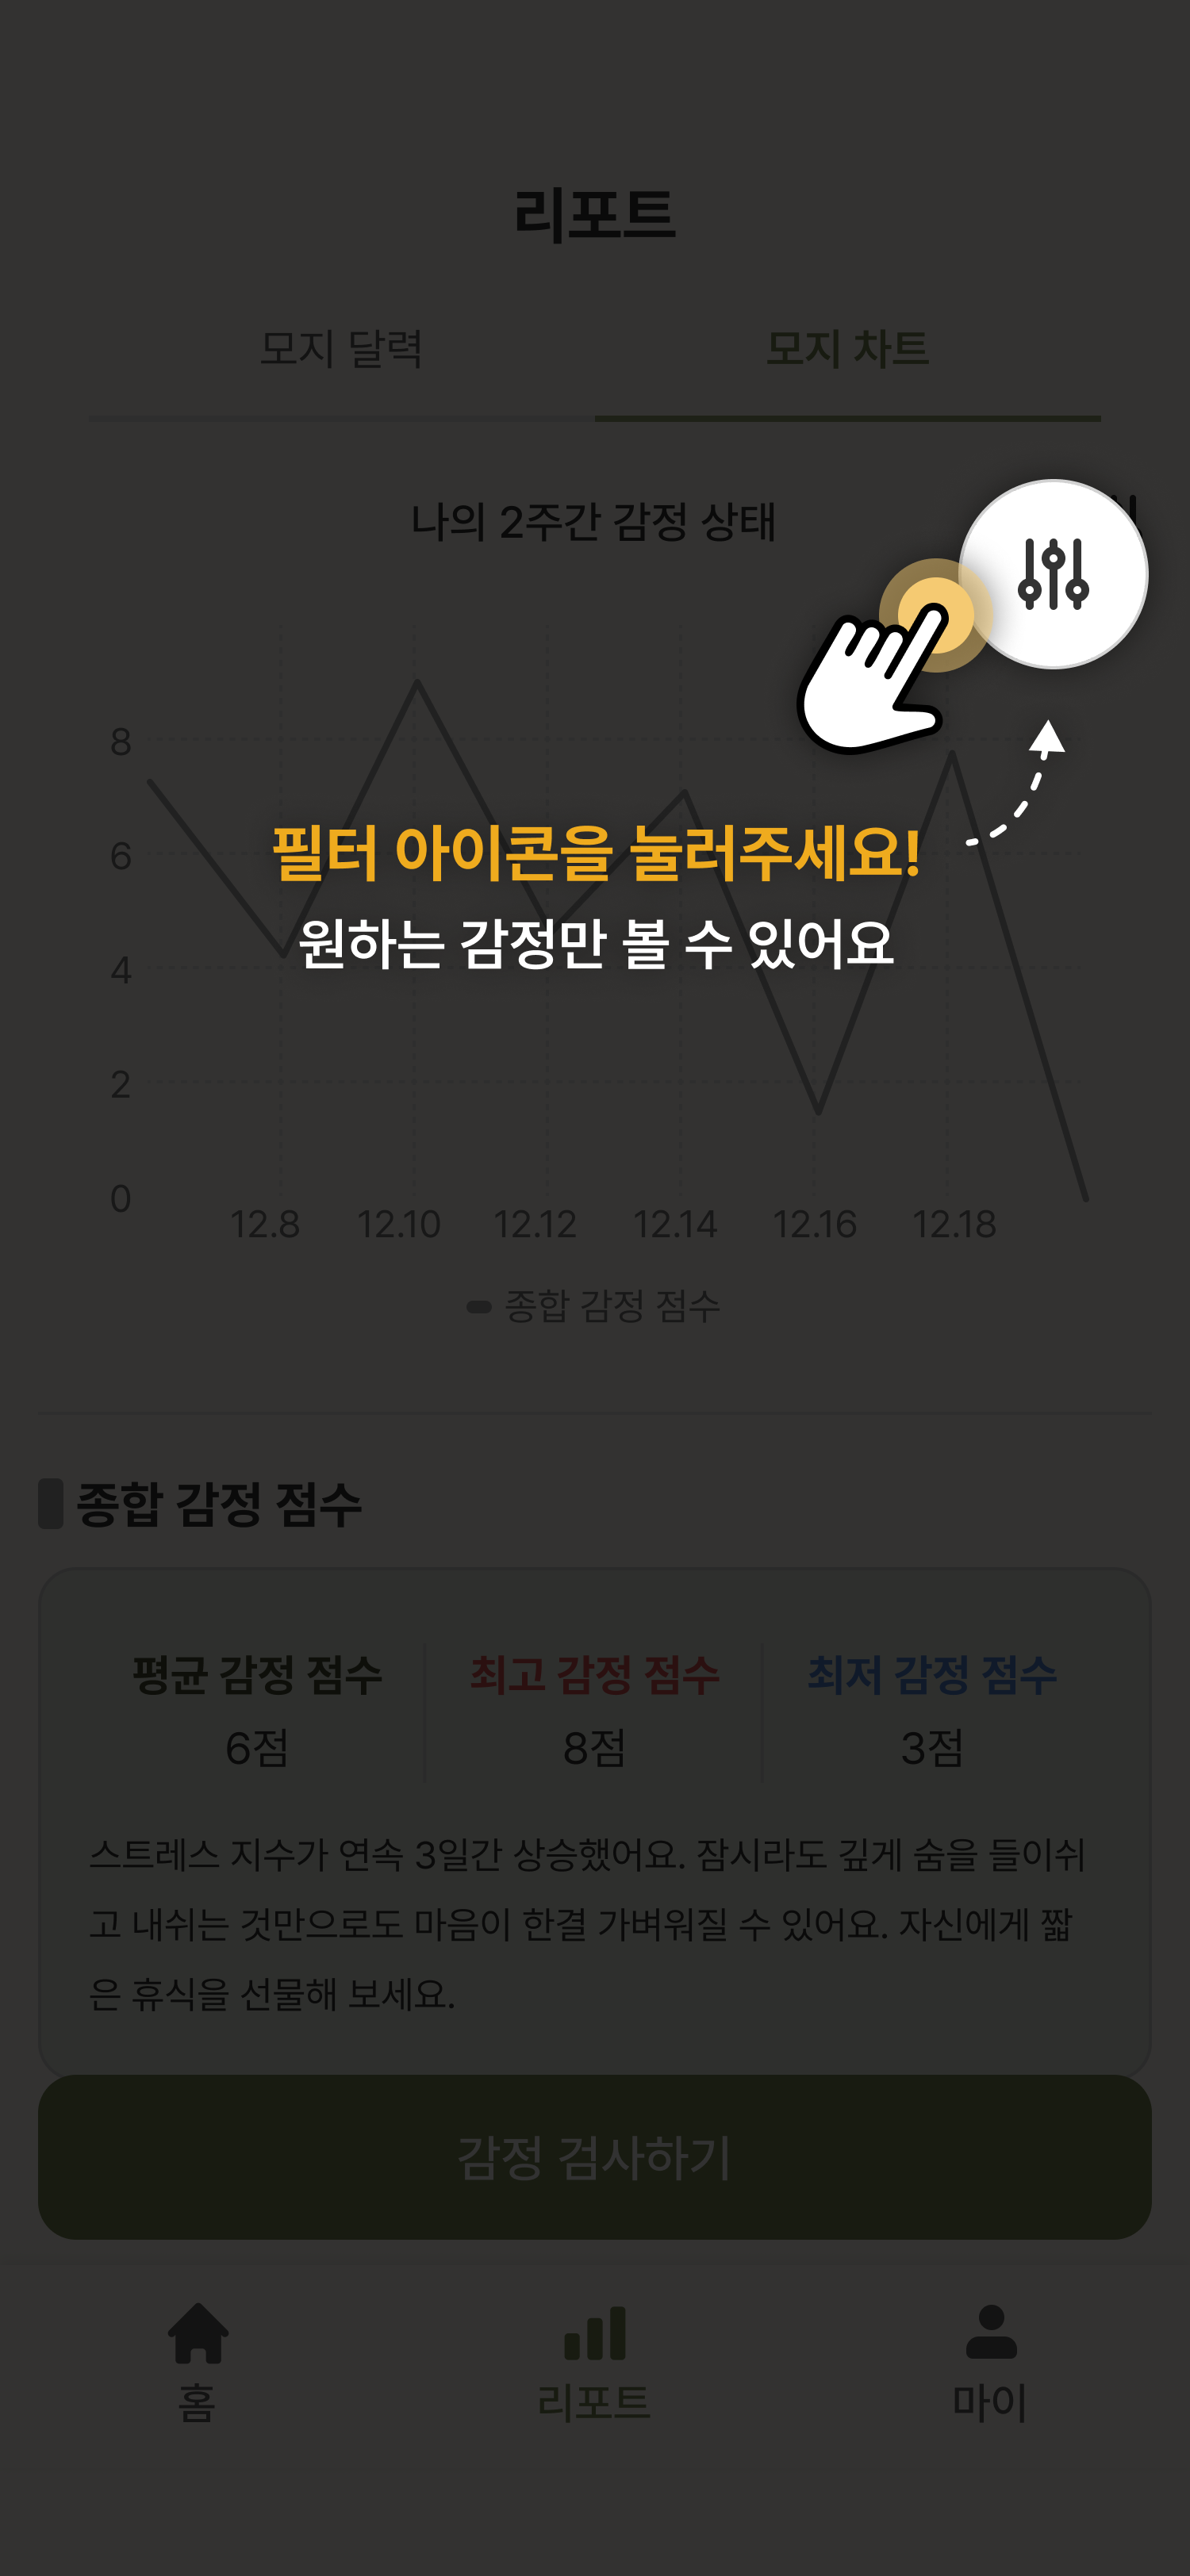 리포트
모지 달력
모지 차트
나의 2주간 감정 상태
8
필터 아이콘을 눌러주세요!
6
원하는 감정만 볼 수 있어요
4
2
0
12.8 12.10 12.12 12.14 12.16 12.18
종합 감정 점수
종합 감정 점수
평균 감정 점수 최고 감정 점수 최저 감정 점수
6점 8점 3점
스트레스 지수가 연속 3일간 상승했어요. 잠시라도 깊게 숨을 들이쉬
고 내쉬는 것만으로도 마음이 한결 가벼워질 수 있어요. 자신에게 짧
은 휴식을 선물해 보세요.
감정 검사하기
홈 리포트 마이